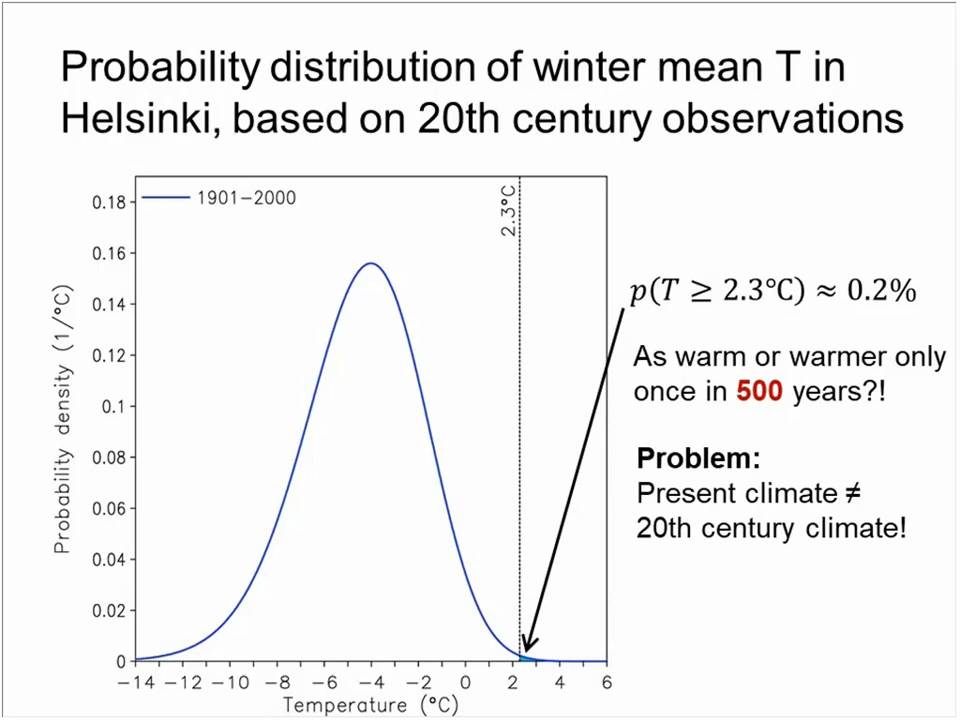 Probability distribution of winter mean T in
Helsinki, based on 20th century observations
1901−2000
2.3°C
0.18
0.16
0.14
0.12
0.1
0.08
0.06
0.04
0.02
0
Probability density (1/°C)
−14 −12 −10 −8 −6 −4 −2 0 2 4 6
Temperature (°C)
p(T ≥ 2.3℃) ≈ 0.2%
As warm or warmer only
once in 500 years?!
Problem:
Present climate ≠
20th century climate!